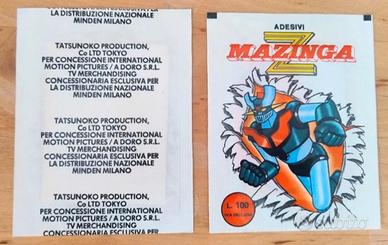 CONCESSIONARIA ESCLUSIVA PER
LA DISTRIBUZIONE NAZIONALE
MINDEN MILANO
TATSUNOKO PRODUCTION,
Co LTD TOKYO
PER CONCESSIONE INTERNATIONAL
MOTION PICTURES / A DORO S.R.L.
TV MERCHANDISING
CONCESSIONARIA ESCLUSIVA PER
LA DISTRIBUZIONE NAZIONALE
MINDEN MILANO
TATSUNOKO PRODUCTION,
Co LTD TOKYO
PER CONCESSIONE INTERNATIONAL
MOTION PICTURES / A DORO S.R.L.
TV MERCHANDISING
CONCESSIONARIA ESCLUSIVA PER
LA DISTRIBUZIONE NAZIONALE
MINDEN MILANO
TATSUNOKO PRODUCTION,
Co LTD TOKYO
PER CONCESSIONE INTERNATIONAL
MOTION PICTURES / A DORO S.R.L.
TV MERCHANDISING
CONCESSIONARIA ESCLUSIVA PER
ADESIVI
MAZINGA
Z
L. 100